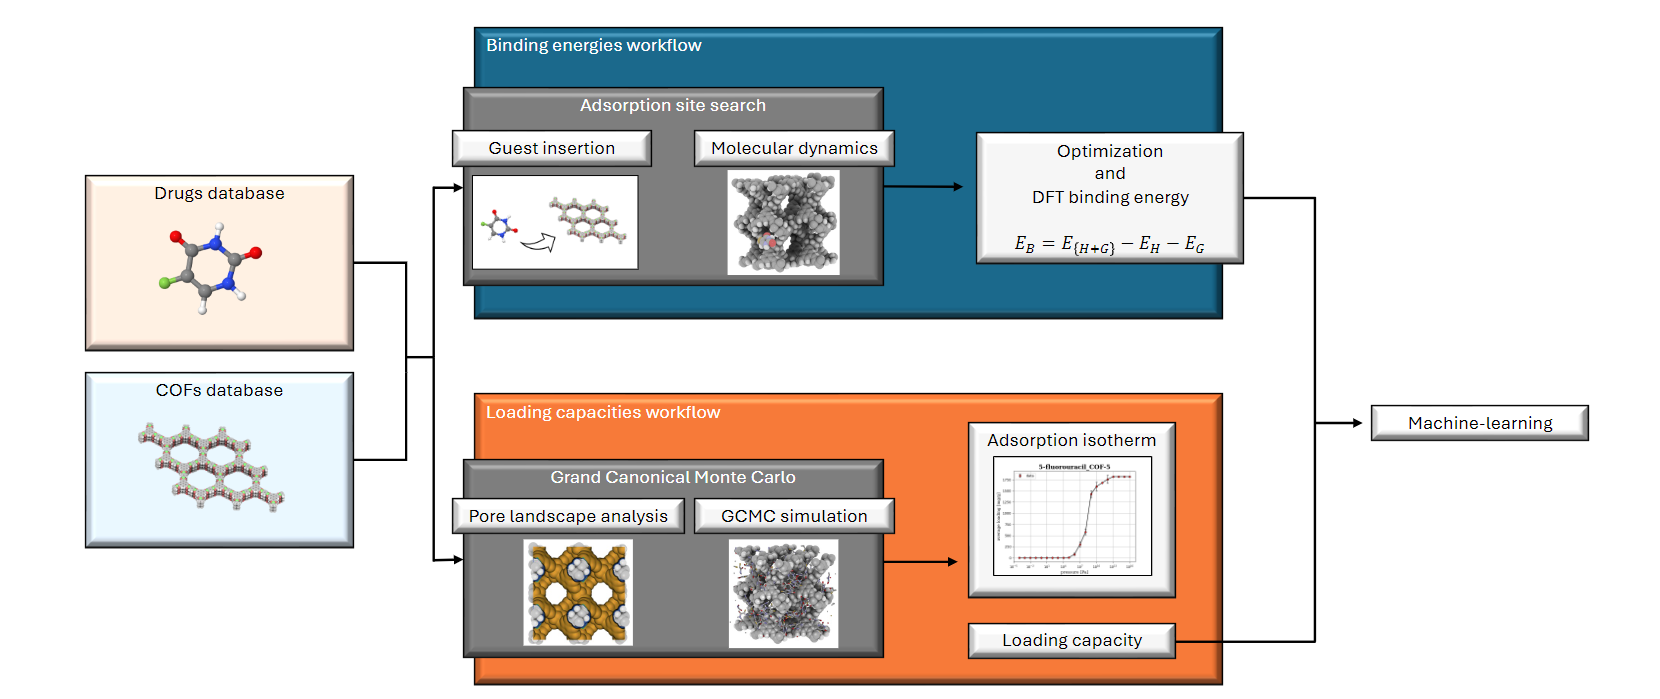 Binding energies workflow
Adsorption site search
Guest insertion
Molecular dynamics
Optimization
and
DFT binding energy
E_B = E_{H+G} − E_H − E_G
Drugs database
COFs database
Loading capacities workflow
Grand Canonical Monte Carlo
Pore landscape analysis
GCMC simulation
Adsorption isotherm
5-fluorouracil_COF-5
pressure [Pa]
Loading capacity
Machine-learning